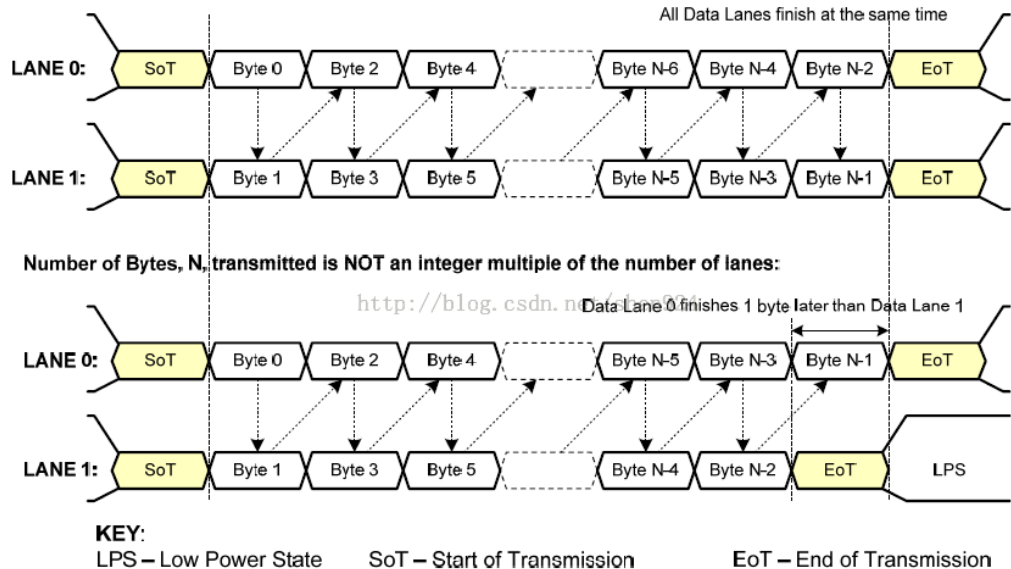 All Data Lanes finish at the same time
LANE 0: SoT Byte 0 Byte 2 Byte 4 Byte N-6 Byte N-4 Byte N-2 EoT
LANE 1: SoT Byte 1 Byte 3 Byte 5 Byte N-5 Byte N-3 Byte N-1 EoT
Number of Bytes, N, transmitted is NOT an integer multiple of the number of lanes:
Data Lane 0 finishes 1 byte later than Data Lane 1
LANE 0: SoT Byte 0 Byte 2 Byte 4 Byte N-5 Byte N-3 Byte N-1 EoT
LANE 1: SoT Byte 1 Byte 3 Byte 5 Byte N-4 Byte N-2 EoT LPS
KEY:
LPS – Low Power State SoT – Start of Transmission EoT – End of Transmission